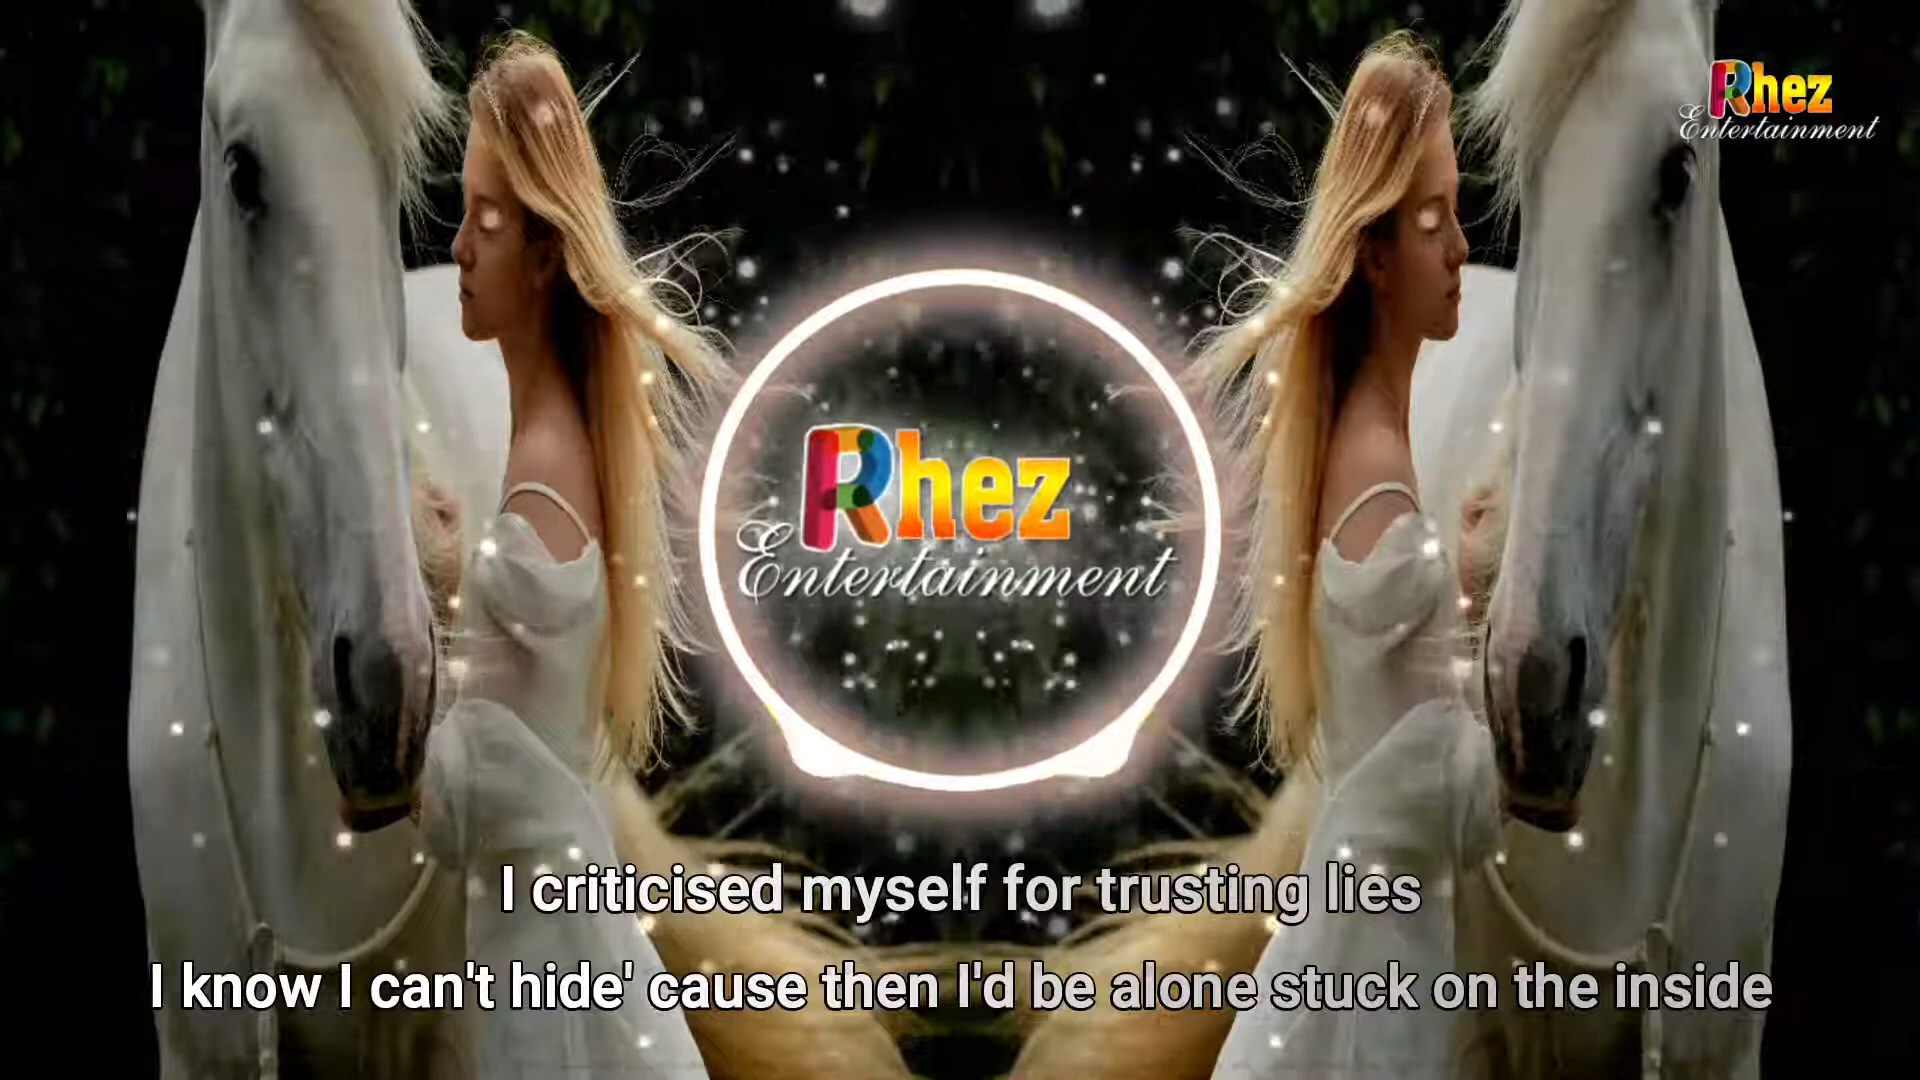 Rhez
Entertainment
Rhez
Entertainment
I criticised myself for trusting lies
I know I can't hide' cause then I'd be alone stuck on the inside